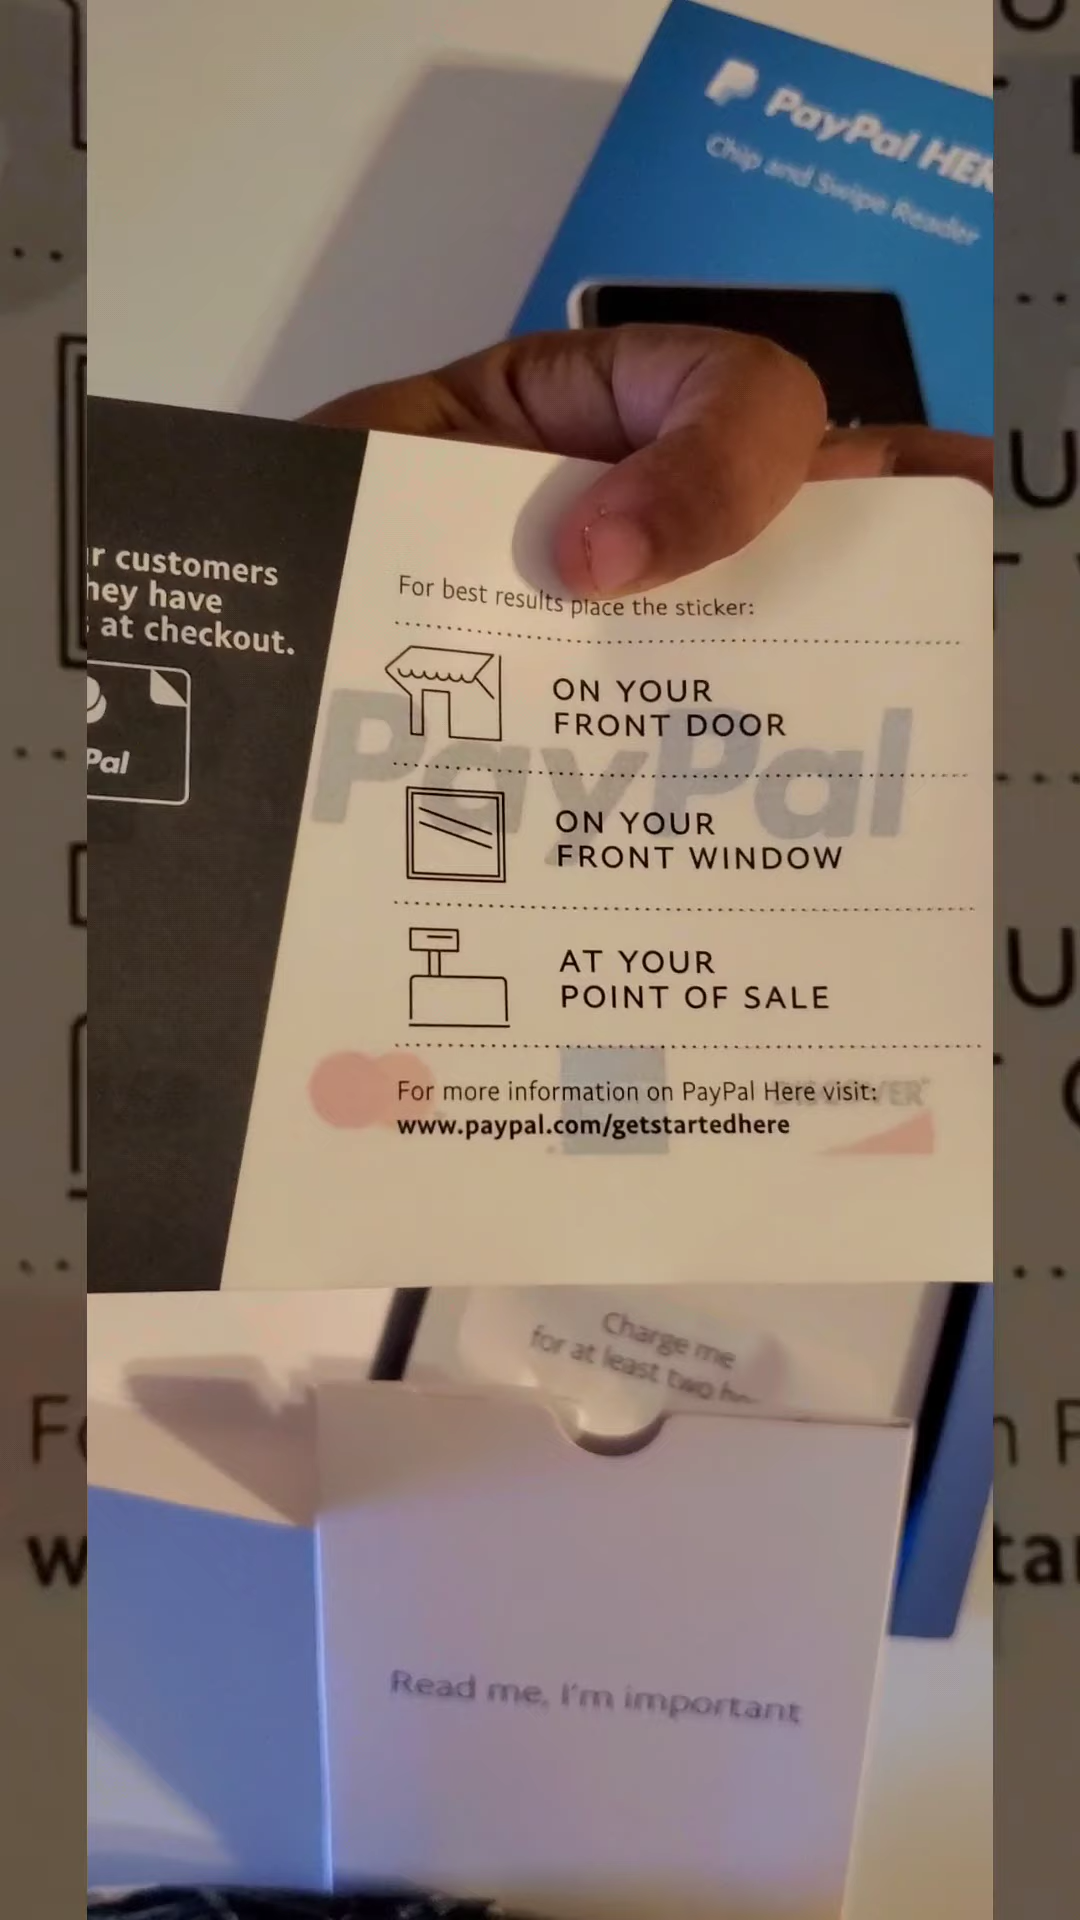 PayPal
Chip and Swipe Reader
customers
have
at checkout.
Pal
For best results place the sticker:
ON YOUR
FRONT DOOR
PayPal
ON YOUR
FRONT WINDOW
AT YOUR
POINT OF SALE
DISCOVER
For more information on PayPal Here visit:
www.paypal.com/getstartedhere
Charge me
for at least two
Read me, I'm important